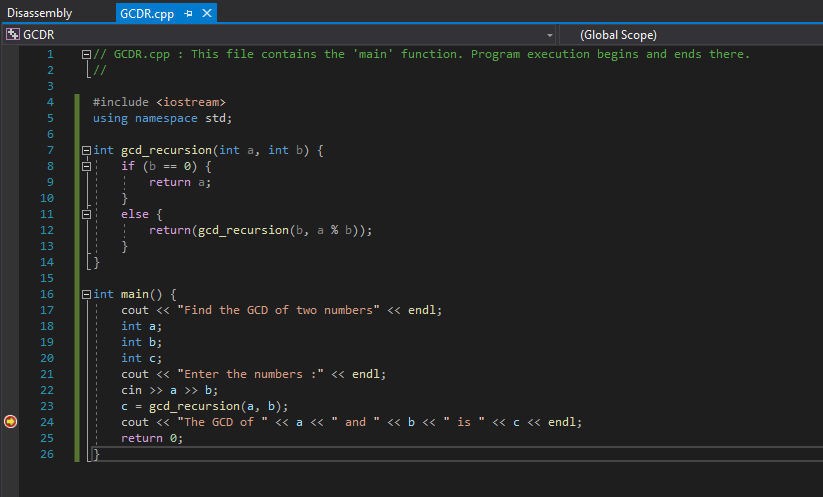 Disassembly GCDR.cpp
GCDR (Global Scope)
1 // GCDR.cpp : This file contains the 'main' function. Program execution begins and ends there.
2 //
3
4 #include <iostream>
5 using namespace std;
6
7 int gcd_recursion(int a, int b) {
8 if (b == 0) {
9 return a;
10 }
11 else {
12 return(gcd_recursion(b, a % b));
13 }
14 }
15
16 int main() {
17 cout << "Find the GCD of two numbers" << endl;
18 int a;
19 int b;
20 int c;
21 cout << "Enter the numbers :" << endl;
22 cin >> a >> b;
23 c = gcd_recursion(a, b);
24 cout << "The GCD of " << a << " and " << b << " is " << c << endl;
25 return 0;
26 }